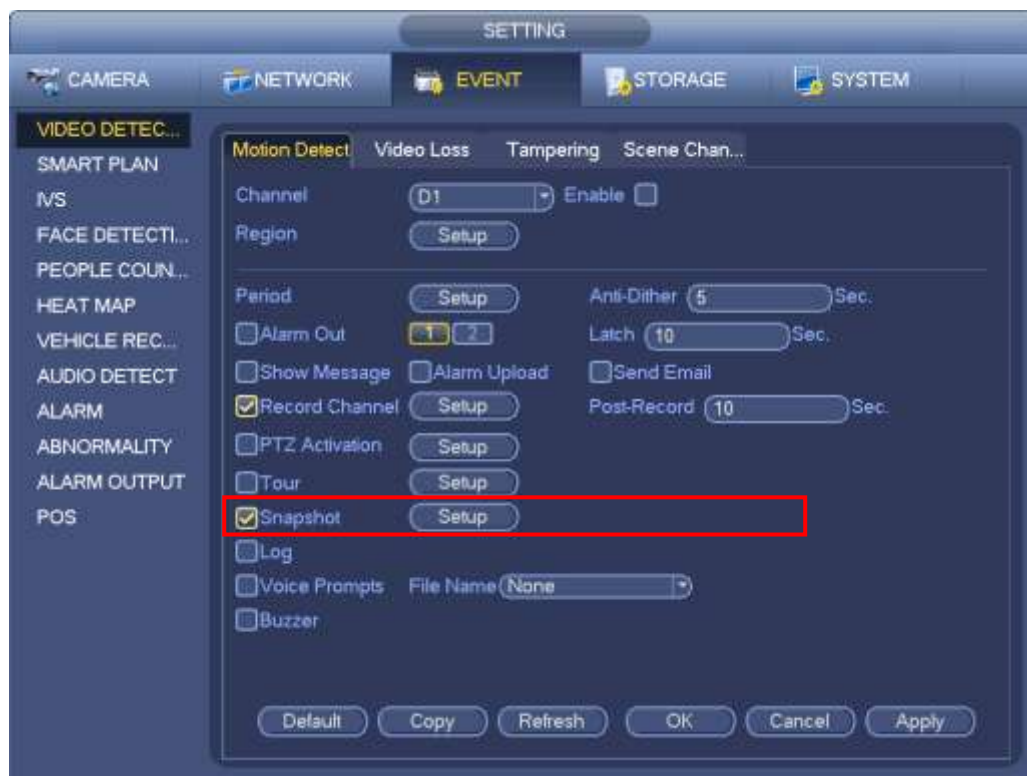 SETTING
CAMERA NETWORK EVENT STORAGE SYSTEM
VIDEO DETEC...
SMART PLAN
IVS
FACE DETECTI...
PEOPLE COUN...
HEAT MAP
VEHICLE REC...
AUDIO DETECT
ALARM
ABNORMALITY
ALARM OUTPUT
POS
Motion Detect Video Loss Tampering Scene Chan...
Channel D1 Enable
Region Setup
Period Setup Anti-Dither 5 Sec.
Alarm Out 1 2 Latch 10 Sec.
Show Message Alarm Upload Send Email
Record Channel Setup Post-Record 10 Sec.
PTZ Activation Setup
Tour Setup
Snapshot Setup
Log
Voice Prompts File Name None
Buzzer
Default Copy Refresh OK Cancel Apply